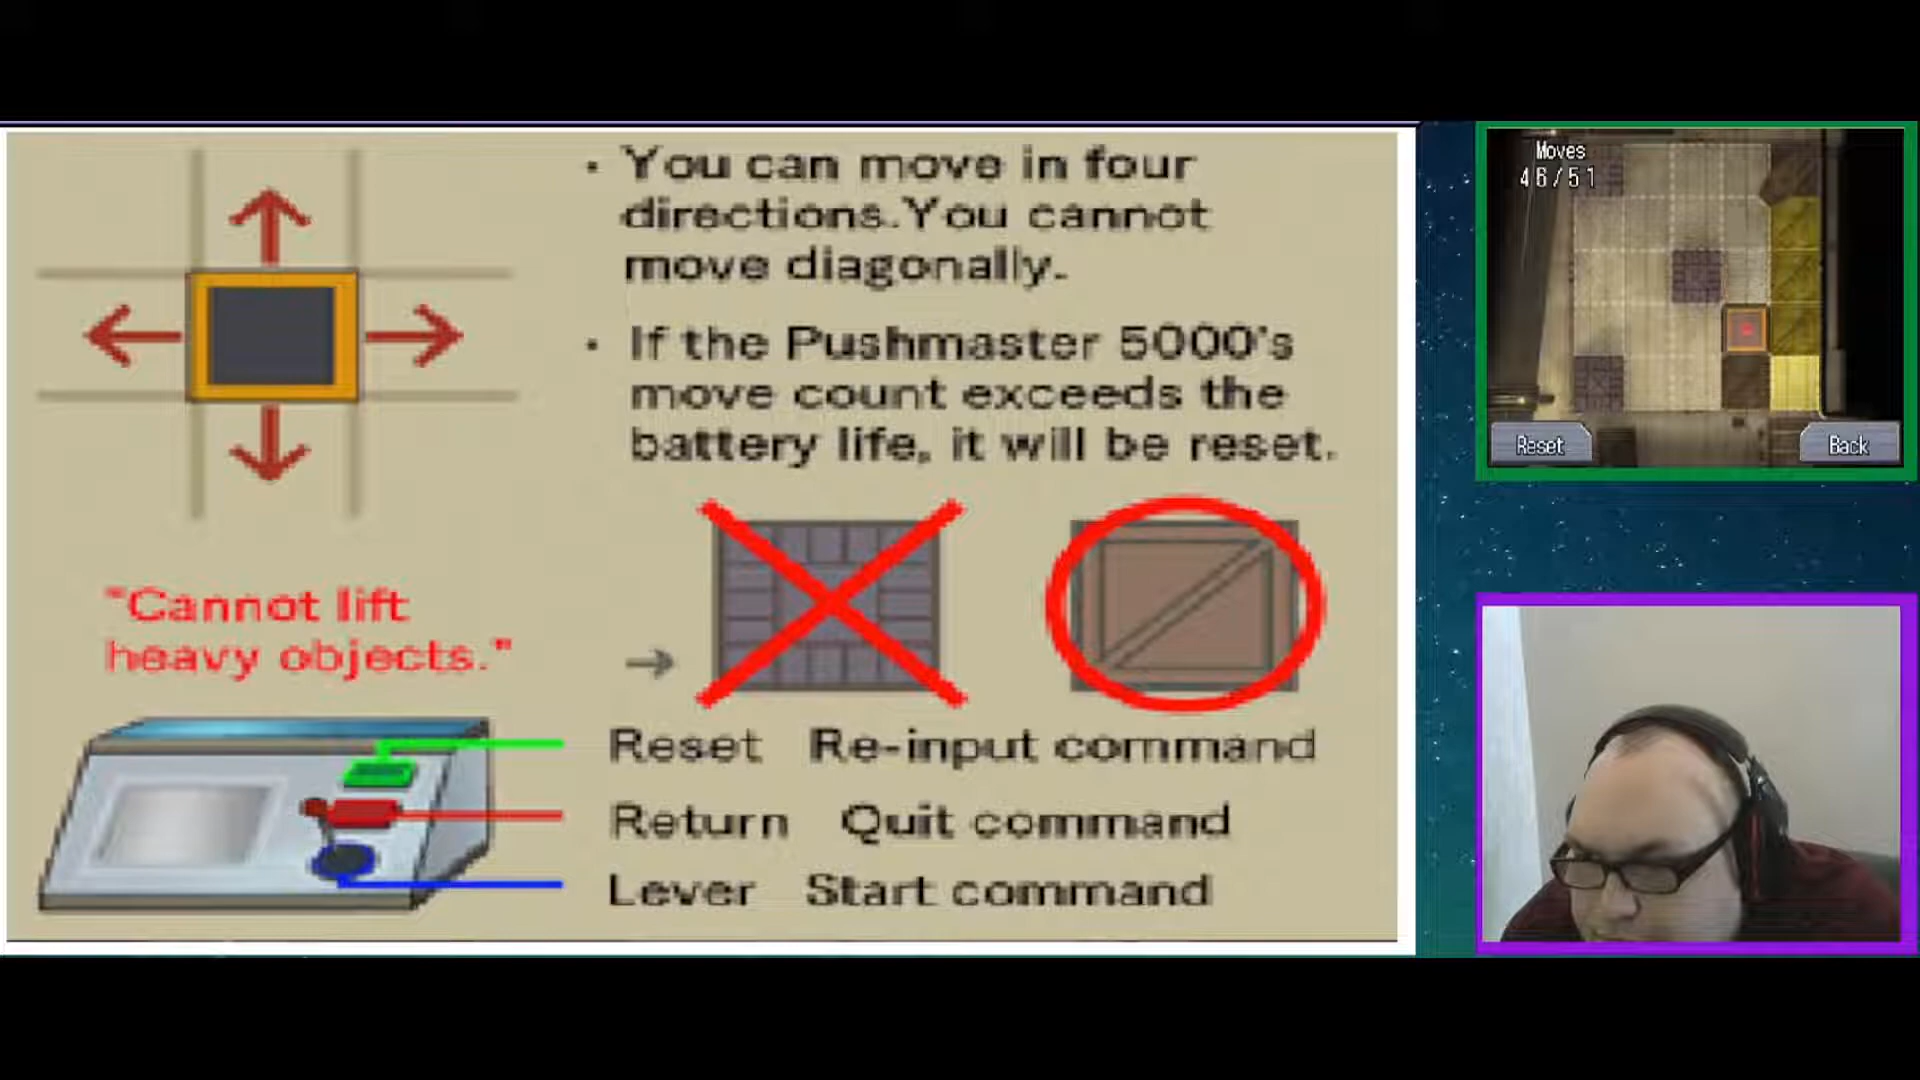 · You can move in four
directions.You cannot
move diagonally.
· If the Pushmaster 5000's
move count exceeds the
battery life, it will be reset.
"Cannot lift
heavy objects."
→
Reset Re-input command
Return Quit command
Lever Start command
Moves
46/51
Reset
Back